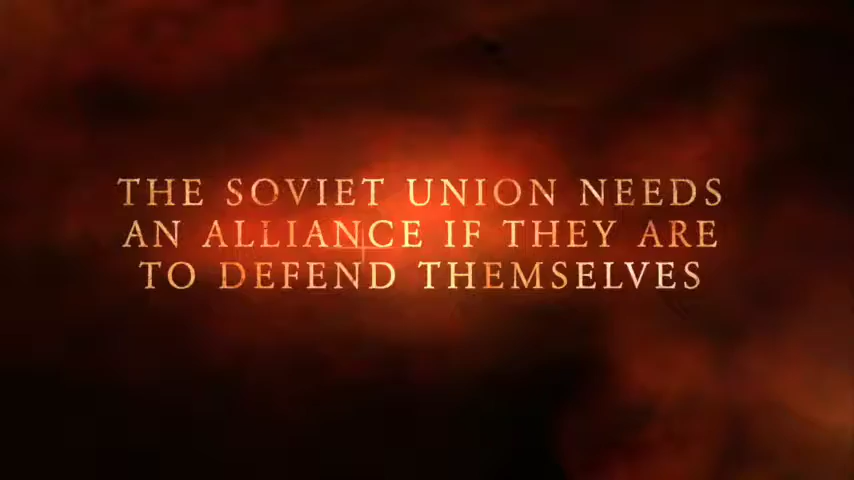 THE SOVIET UNION NEEDS
AN ALLIANCE IF THEY ARE
TO DEFEND THEMSELVES